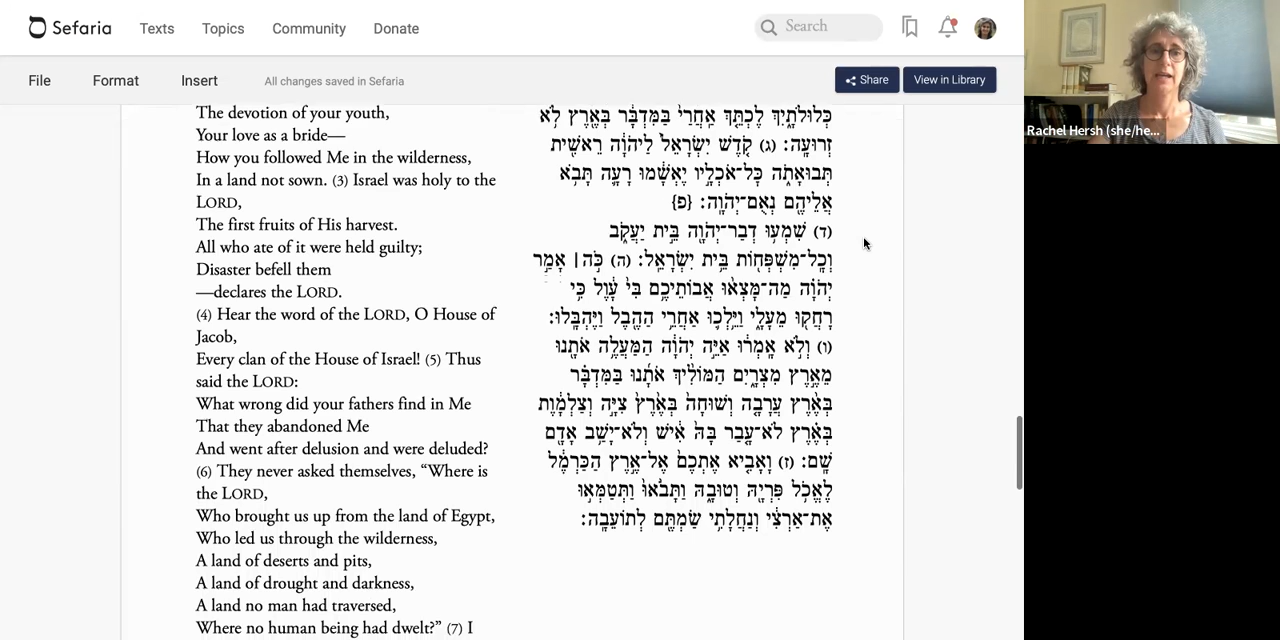 Sefaria Texts Topics Community Donate Search
File Format Insert All changes saved in Sefaria Share View in Library
Rachel Hersh (she/he...
The devotion of your youth,
Your love as a bride—
How you followed Me in the wilderness,
In a land not sown. (3) Israel was holy to the
LORD,
The first fruits of His harvest.
All who ate of it were held guilty;
Disaster befell them
—declares the LORD.
(4) Hear the word of the LORD, O House of
Jacob,
Every clan of the House of Israel! (5) Thus
said the LORD:
What wrong did your fathers find in Me
That they abandoned Me
And went after delusion and were deluded?
(6) They never asked themselves, “Where is
the LORD,
Who brought us up from the land of Egypt,
Who led us through the wilderness,
A land of deserts and pits,
A land of drought and darkness,
A land no man had traversed,
Where no human being had dwelt?” (7) I
כְּלוּלֹתָ֑יִךְ לֶכְתֵּ֤ךְ אַֽחֲרַי֙ בַּמִּדְבָּ֔ר בְּאֶ֖רֶץ לֹ֥א
זְרוּעָֽה׃ (ג) קֹ֤דֶשׁ יִשְׂרָאֵל֙ לַיהֹוָ֔ה רֵאשִׁ֖ית
תְּבוּאָתֹ֑ה כׇּל־אֹכְלָ֣יו יֶאְשָׁ֔מוּ רָעָ֛ה תָּבֹ֥א
אֲלֵיהֶ֖ם נְאֻם־יְהֹוָֽה׃ {פ}
(ד) שִׁמְע֥וּ דְבַר־יְהֹוָ֖ה בֵּ֣ית יַעֲקֹ֑ב
וְכׇֽל־מִשְׁפְּח֖וֹת בֵּ֥ית יִשְׂרָאֵֽל׃ (ה) כֹּ֣ה ׀ אָמַ֣ר
יְהֹוָ֗ה מַה־מָּצְא֨וּ אֲבוֹתֵיכֶ֥ם בִּי֙ עָ֔וֶל כִּ֥י
רָחֲק֖וּ מֵעָלָ֑י וַיֵּֽלְכ֛וּ אַחֲרֵ֥י הַהֶ֖בֶל וַיֶּהְבָּֽלוּ׃
(ו) וְלֹ֣א אָמְר֔וּ אַיֵּ֣ה יְהֹוָ֔ה הַמַּעֲלֶ֥ה אֹתָ֖נוּ
מֵאֶ֣רֶץ מִצְרָ֑יִם הַמּוֹלִ֨יךְ אֹתָ֜נוּ בַּמִּדְבָּ֗ר
בְּאֶ֨רֶץ עֲרָבָ֤ה וְשׁוּחָה֙ בְּאֶ֙רֶץ֙ צִיָּ֣ה וְצַלְמָ֔וֶת
בְּאֶ֗רֶץ לֹא־עָ֤בַר בָּהּ֙ אִ֔ישׁ וְלֹא־יָשַׁ֥ב אָדָ֖ם
שָֽׁם׃ (ז) וָאָבִ֤יא אֶתְכֶם֙ אֶל־אֶ֣רֶץ הַכַּרְמֶ֔ל
לֶאֱכֹ֥ל פִּרְיָ֖הּ וְטוּבָ֑הּ וַתָּבֹ֙אוּ֙ וַתְּטַמְּא֣וּ
אֶת־אַרְצִ֔י וְנַחֲלָתִ֥י שַׂמְתֶּ֖ם לְתוֹעֵבָֽה׃